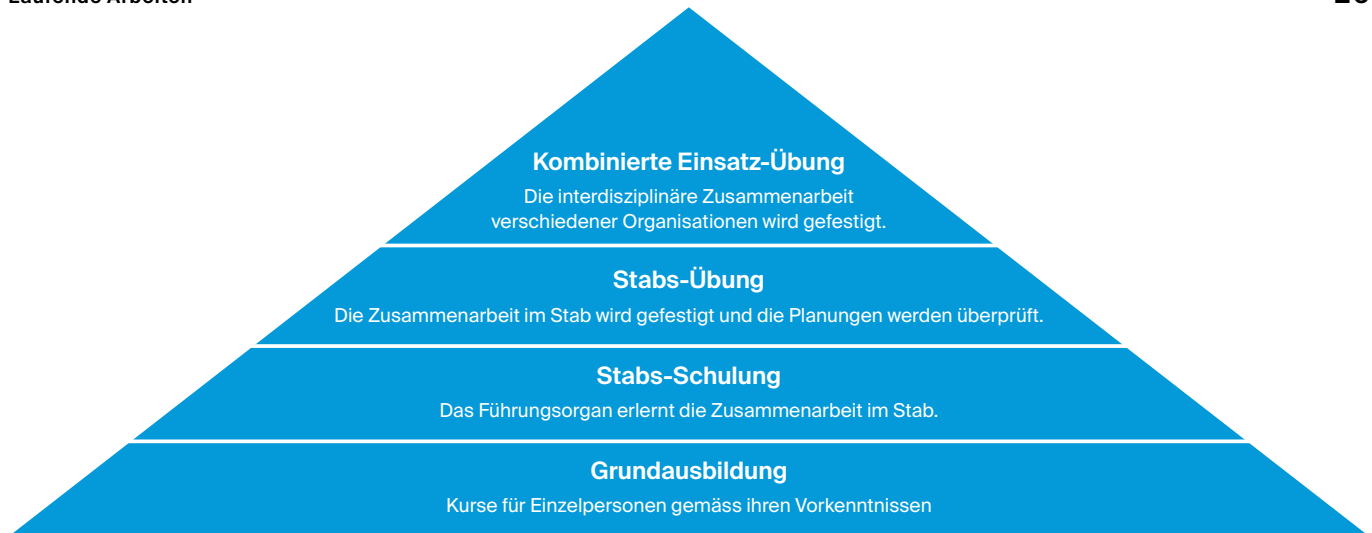 Kombinierte Einsatz-Übung
Die interdisziplinäre Zusammenarbeit
verschiedener Organisationen wird gefestigt.
Stabs-Übung
Die Zusammenarbeit im Stab wird gefestigt und die Planungen werden überprüft.
Stabs-Schulung
Das Führungsorgan erlernt die Zusammenarbeit im Stab.
Grundausbildung
Kurse für Einzelpersonen gemäss ihren Vorkenntnissen